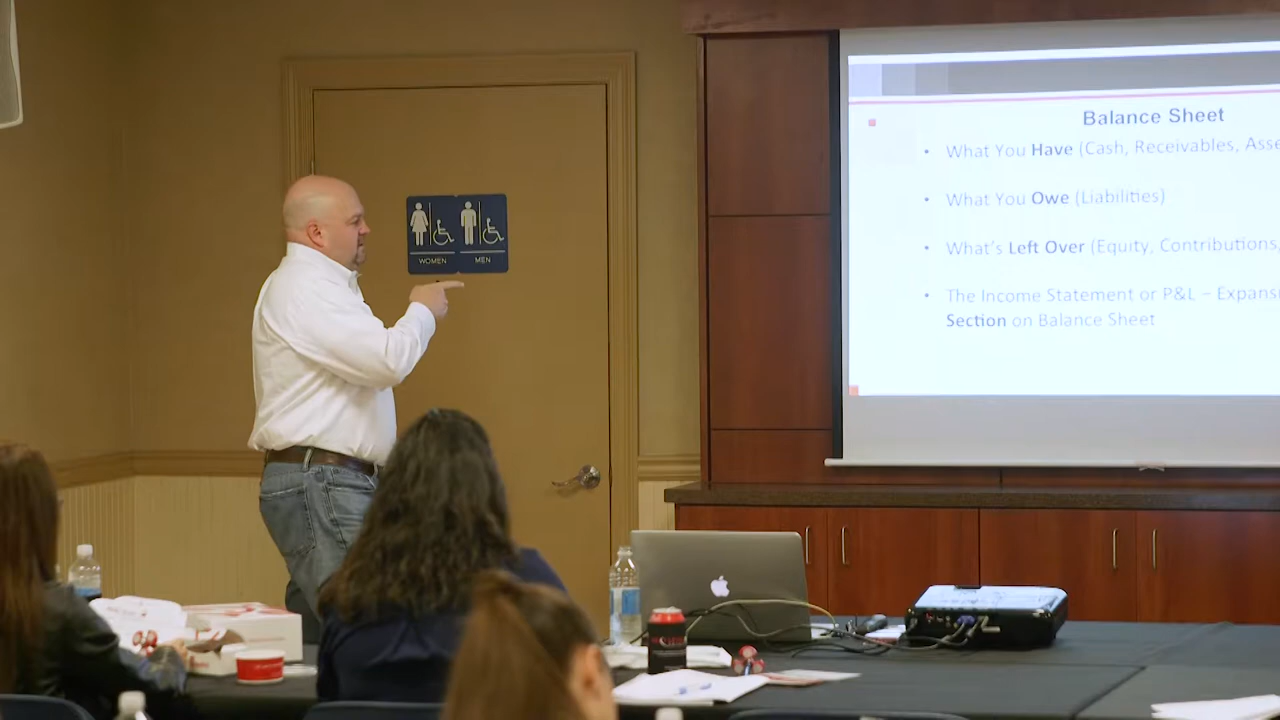 Balance Sheet
• What You Have (Cash, Receivables, Asse
• What You Owe (Liabilities)
• What's Left Over (Equity, Contributions,
• The Income Statement or P&L – Expansi
Section on Balance Sheet
WOMEN
MEN